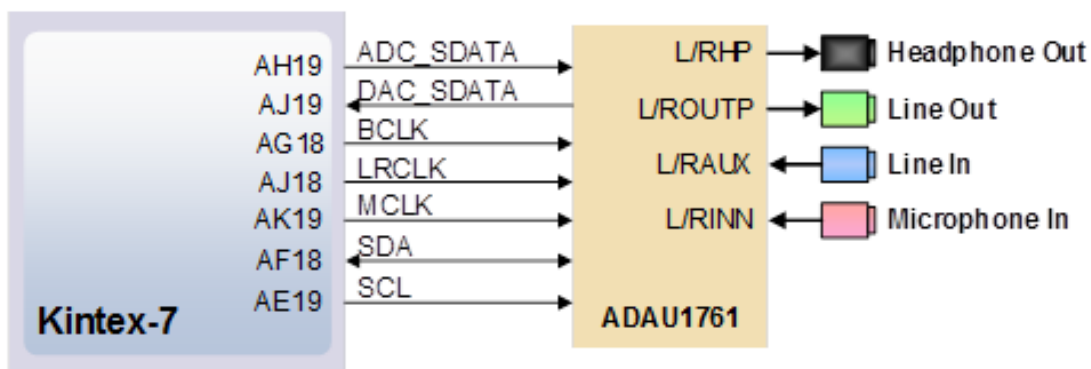 AH19 ADC_SDATA L/RHP Headphone Out
AJ19 DAC_SDATA L/ROUTP Line Out
AG18 BCLK
AJ18 LRCLK L/RAUX Line In
AK19 MCLK L/RINN Microphone In
AF18 SDA
AE19 SCL
Kintex-7 ADAU1761